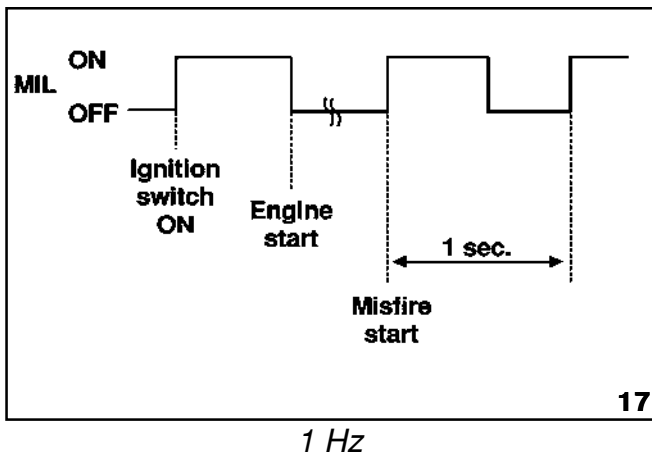 ON
MIL
OFF
Ignition
switch
ON
Engine
start
1 sec.
Misfire
start
17
1 Hz